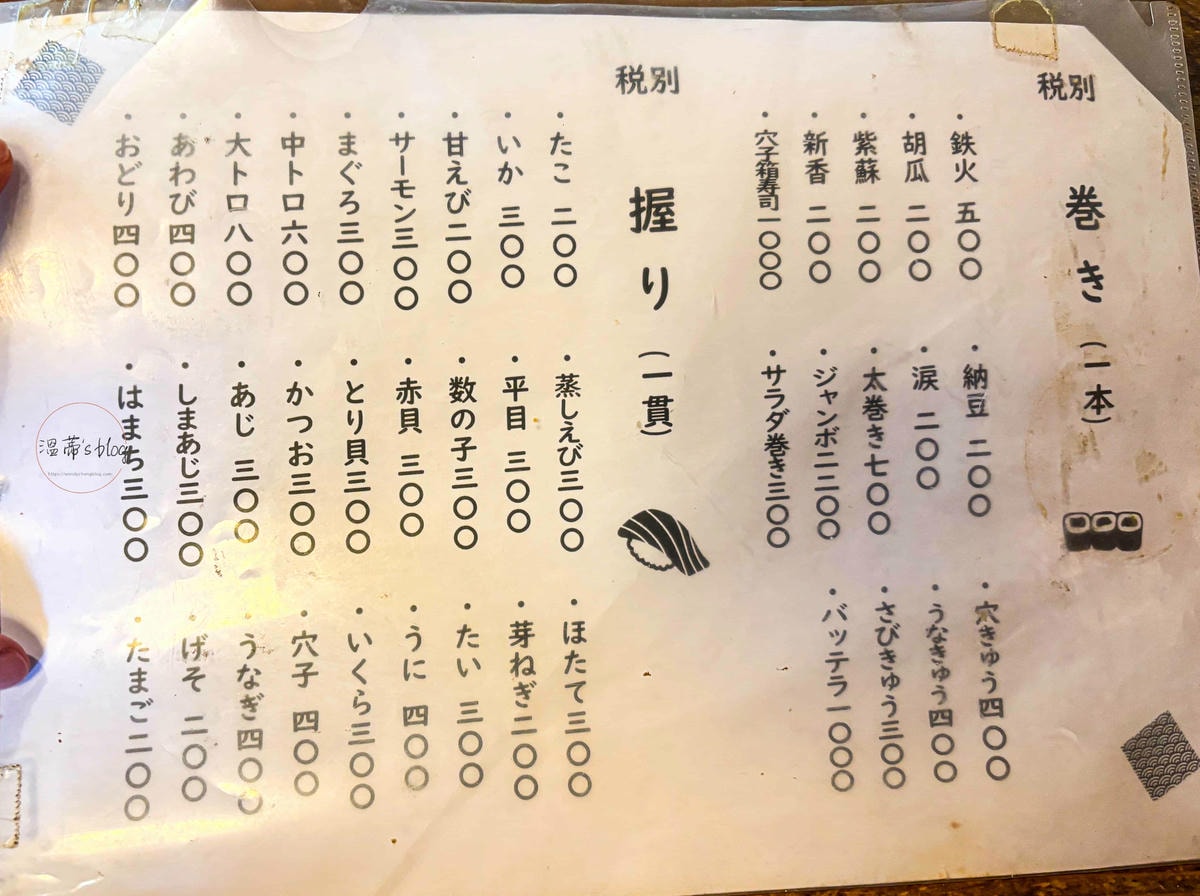 税別
巻き（一本）
・鉄火 五〇〇
・胡瓜 二〇〇
・紫蘇 二〇〇
・新香 二〇〇
・穴子箱寿司一〇〇〇
・納豆 二〇〇
・涙 二〇〇
・太巻き七〇〇
・ジャンボ二二〇〇
・サラダ巻き三〇〇
・穴きゅう四〇〇
・うなきゅう四〇〇
・さびきゅう三〇〇
・バッテラ一〇〇〇
税別
握り（一貫）
・たこ 二〇〇
・いか 三〇〇
・甘えび二〇〇
・サーモン三〇〇
・まぐろ三〇〇
・中トロ六〇〇
・大トロ八〇〇
・あわび四〇〇
・おどり四〇〇
・蒸しえび三〇〇
・平目 三〇〇
・数の子三〇〇
・赤貝 三〇〇
・とり貝三〇〇
・かつお三〇〇
・あじ 三〇〇
・しまあじ三〇〇
・はまち三〇〇
・ほたて三〇〇
・芽ねぎ二〇〇
・たい 三〇〇
・うに 四〇〇
・いくら三〇〇
・穴子 四〇〇
・うなぎ四〇〇
・げそ 二〇〇
・たまご二〇〇
温蒂's blog